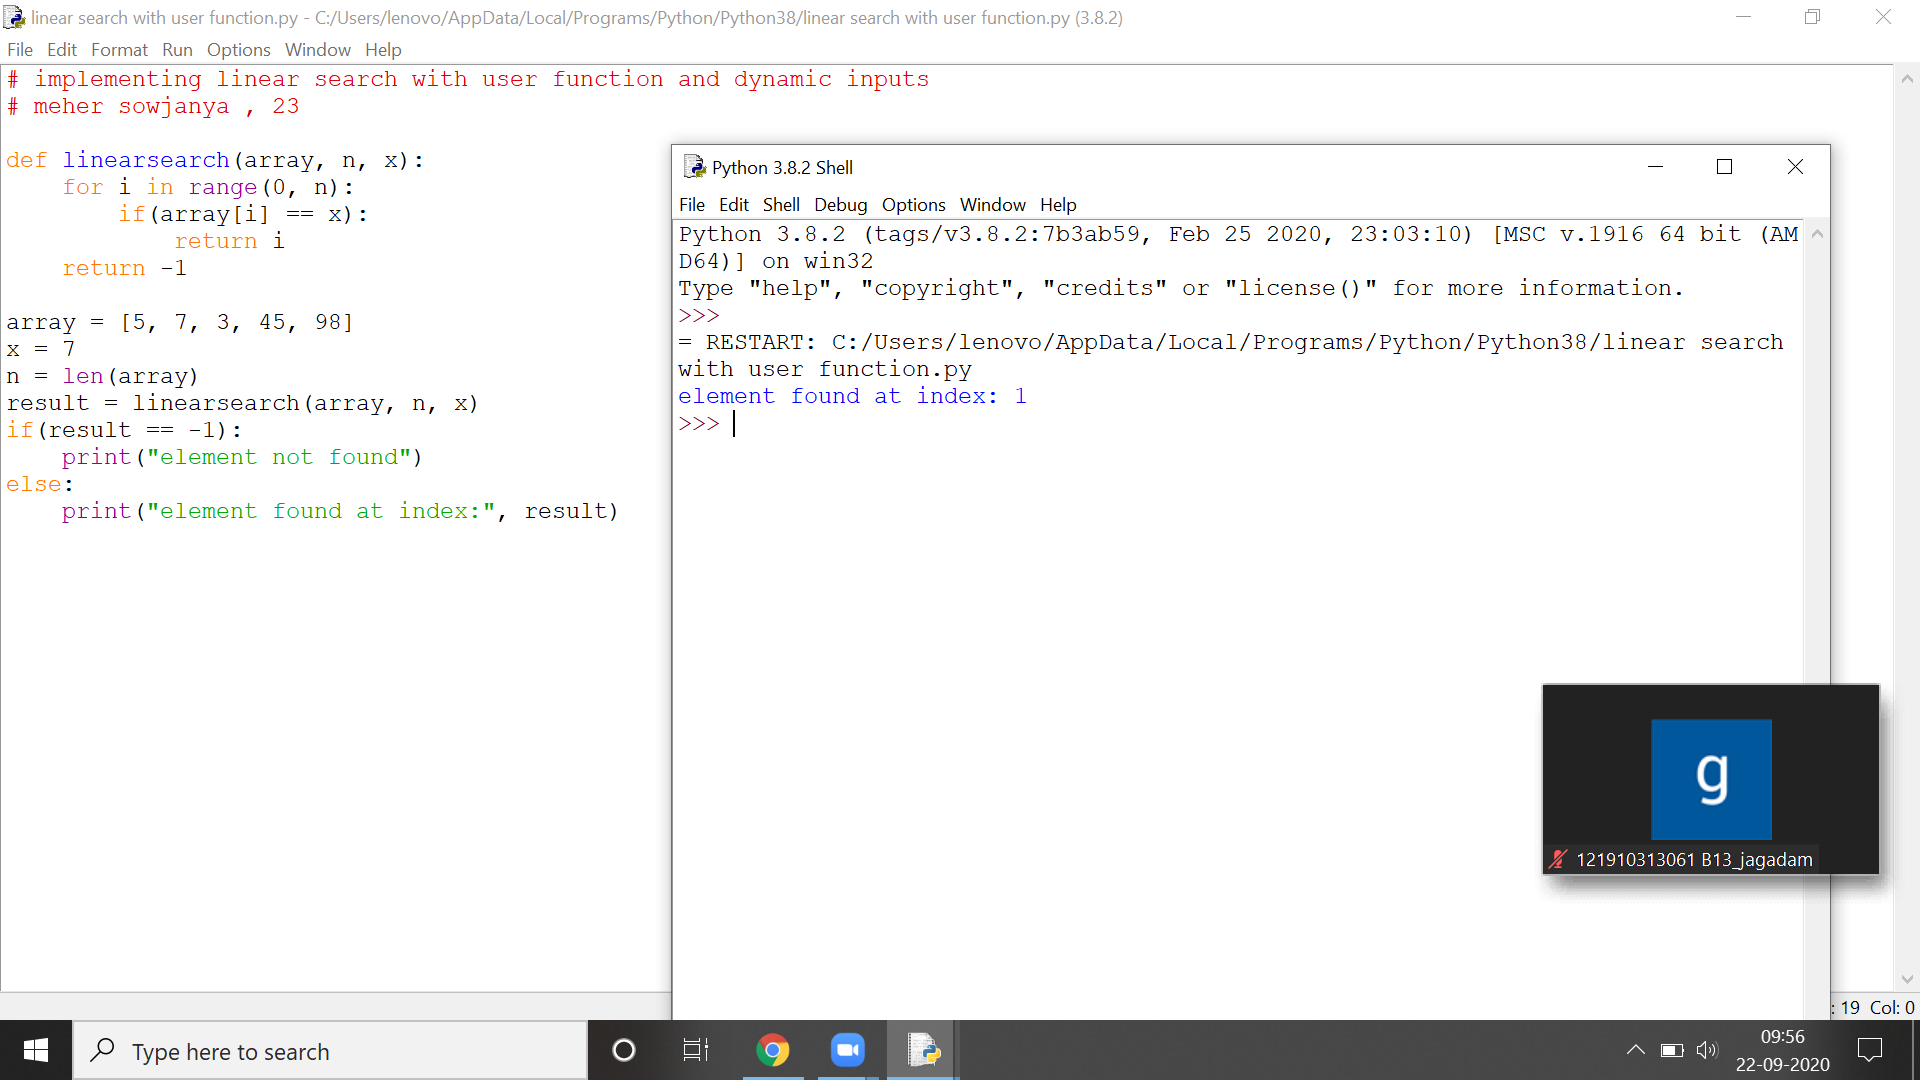 linear search with user function.py - C:/Users/lenovo/AppData/Local/Programs/Python/Python38/linear search with user function.py (3.8.2)
File Edit Format Run Options Window Help
# implementing linear search with user function and dynamic inputs
# meher sowjanya , 23
def linearsearch(array, n, x):
    for i in range(0, n):
        if(array[i] == x):
            return i
    return -1
array = [5, 7, 3, 45, 98]
x = 7
n = len(array)
result = linearsearch(array, n, x)
if(result == -1):
    print("element not found")
else:
    print("element found at index:", result)
Python 3.8.2 Shell
File Edit Shell Debug Options Window Help
Python 3.8.2 (tags/v3.8.2:7b3ab59, Feb 25 2020, 23:03:10) [MSC v.1916 64 bit (AM
D64)] on win32
Type "help", "copyright", "credits" or "license()" for more information.
>>>
= RESTART: C:/Users/lenovo/AppData/Local/Programs/Python/Python38/linear search
with user function.py
element found at index: 1
>>>
g
121910313061 B13_jagadam
: 19 Col: 0
Type here to search
09:56
22-09-2020